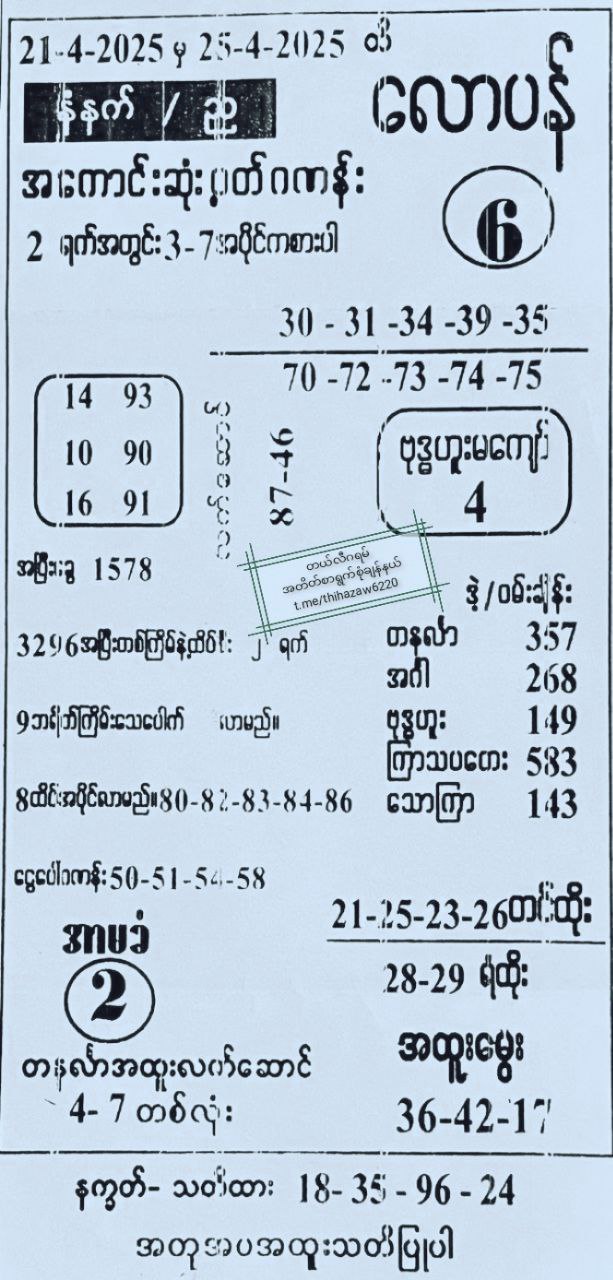 21-4-2025 မှ 25-4-2025 ထိ
နံနက် / ည
လောပန်
အကောင်းဆုံးပွတ်ဂဏန်း
6
2 ရက်အတွင်း 3-7 အပိုင်ကစားပါ
30 - 31 -34 -39 -35
70 -72 -73 -74 -75
14 93
10 90
16 91
87-46
ဗုဒ္ဓဟူးမကျော်
4
တယ်လီဂရမ်
အတိတ်စာရွက်စုံချန်နယ်
t.me/thihazaw6220
အပြီး 1578
ဒဲ့/ဝမ်းချိန်း
တနင်္လာ 357
အင်္ဂါ 268
ဗုဒ္ဓဟူး 149
ကြာသပတေး 583
သောကြာ 143
3296 အပြီးတစ်ကြိမ်နဲ့ထိပ်စီး 2 ရက်
9 ဘရိတ်ကြိမ်းသေပေါက် လာမည်။
8 ထိပ်အပိုင်လာမည်။ 80-82-83-84-86
ငွေပေါ်ဂဏန်း 50-51-54-58
21-25-23-26 တင်ထိုး
28-29 ရဲထိုး
အာမခံ
2
တနင်္လာအထူးလက်ဆောင်
4- 7 တစ်လုံး
အထူးမွေး
36-42-17
နက္ခတ်- သတိထား 18- 35 - 96 - 24
အတုအပအထူးသတိပြုပါ